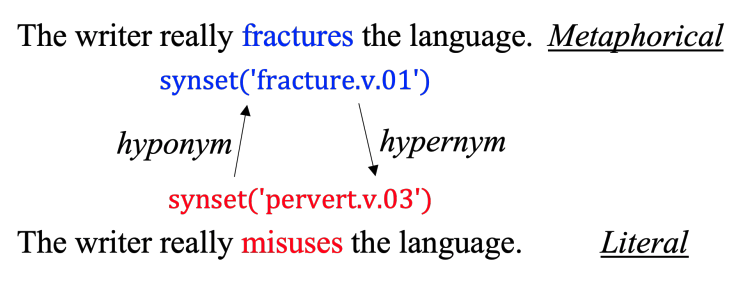 The writer really fractures the language. Metaphorical
synset('fracture.v.01')
hyponym hypernym
synset('pervert.v.03')
The writer really misuses the language. Literal